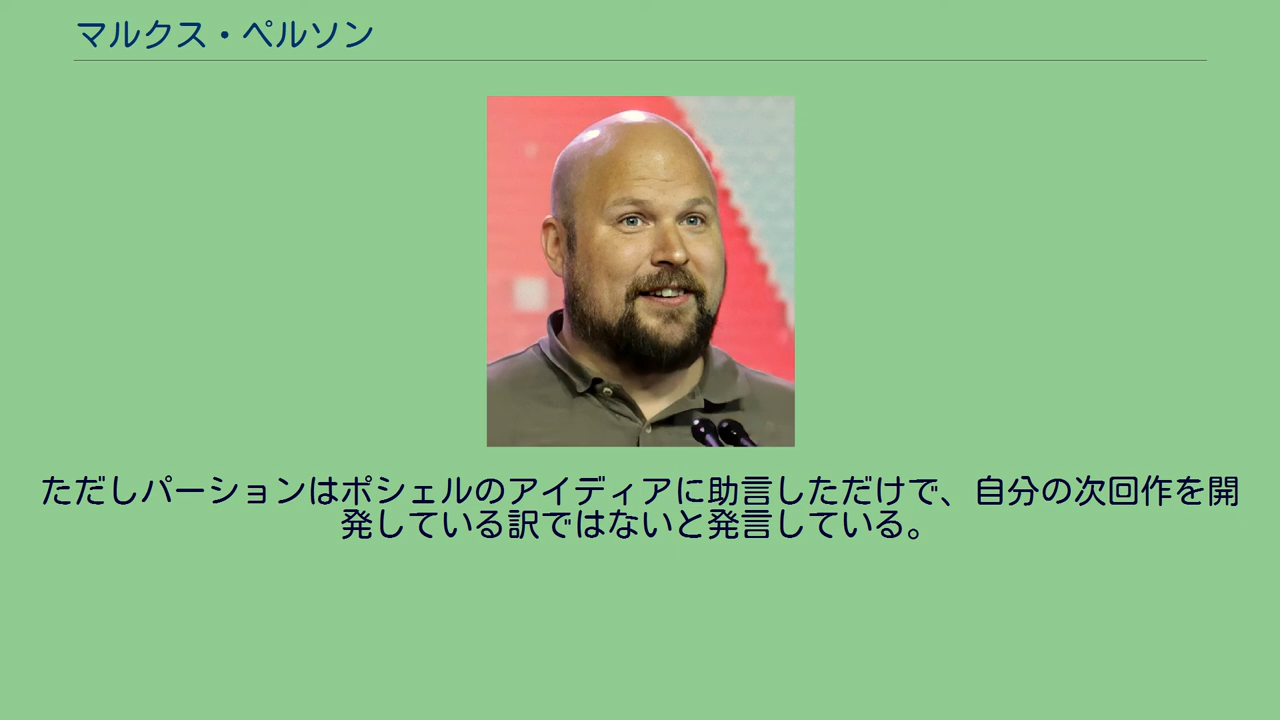 マルクス・ペルソン
ただしパーションはポシェルのアイディアに助言しただけで、自分の次回作を開
発している訳ではないと発言している。